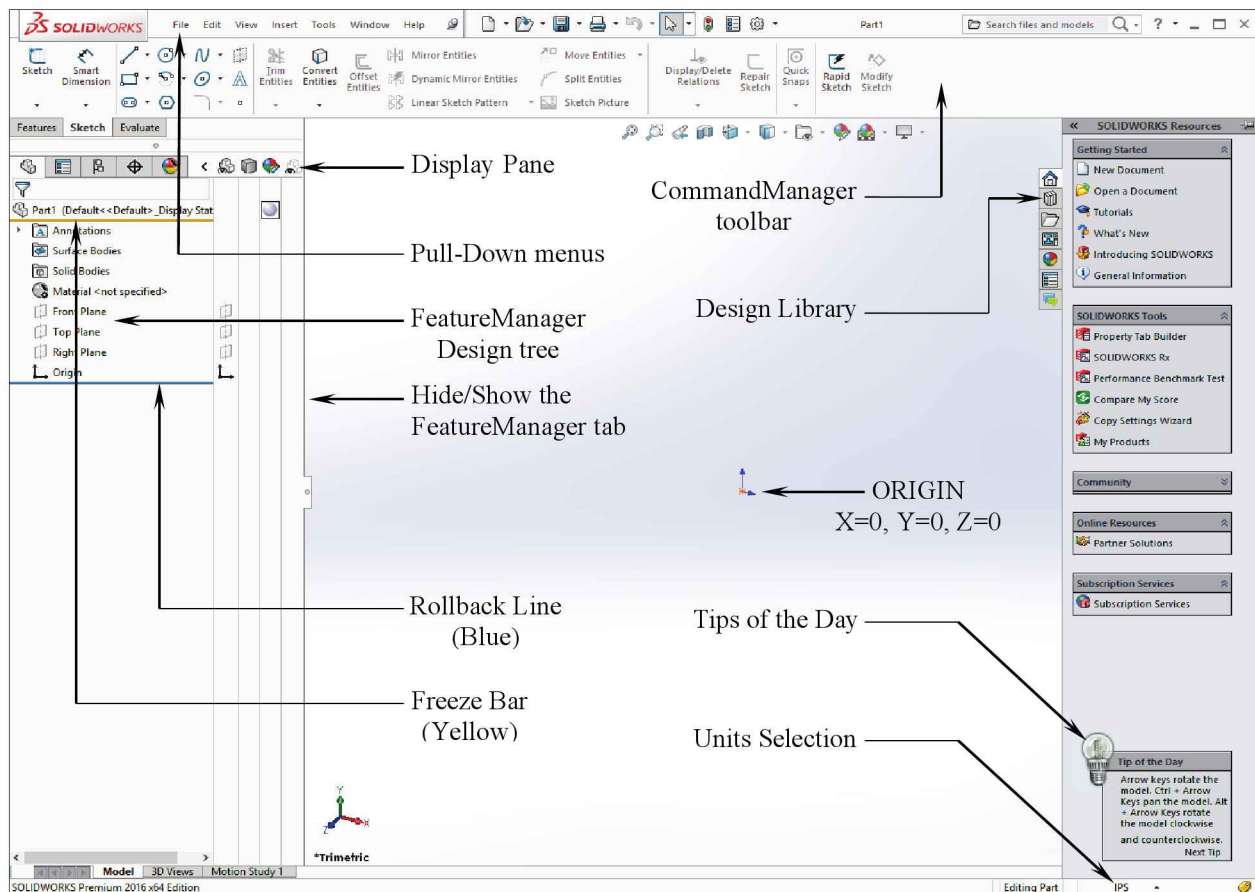 SOLIDWORKS File Edit View Insert Tools Window Help Part1 Search files and models ?
Sketch
Smart Dimension
Trim Entities
Convert Entities
Offset Entities
Mirror Entities
Dynamic Mirror Entities
Linear Sketch Pattern
Move Entities
Split Entities
Sketch Picture
Display/Delete Relations
Repair Sketch
Quick Snaps
Rapid Sketch
Modify Sketch
Features Sketch Evaluate
Part1 (Default<<Default>_Display Stat
Annotations
Surface Bodies
Solid Bodies
Material <not specified>
Front Plane
Top Plane
Right Plane
Origin
Display Pane
Pull-Down menus
FeatureManager
Design tree
Hide/Show the
FeatureManager tab
Rollback Line
(Blue)
Freeze Bar
(Yellow)
CommandManager
toolbar
Design Library
ORIGIN
X=0, Y=0, Z=0
Tips of the Day
Units Selection
SOLIDWORKS Resources
Getting Started
New Document
Open a Document
Tutorials
What's New
Introducing SOLIDWORKS
General Information
SOLIDWORKS Tools
Property Tab Builder
SOLIDWORKS Rx
Performance Benchmark Test
Compare My Score
Copy Settings Wizard
My Products
Community
Online Resources
Partner Solutions
Subscription Services
Subscription Services
Tip of the Day
Arrow keys rotate the
model. Ctrl + Arrow
Keys pan the model. Alt
+ Arrow Keys rotate
the model clockwise
and counterclockwise.
Next Tip
Y
Z
X
*Trimetric
Model 3D Views Motion Study 1
SOLIDWORKS Premium 2016 x64 Edition Editing Part IPS